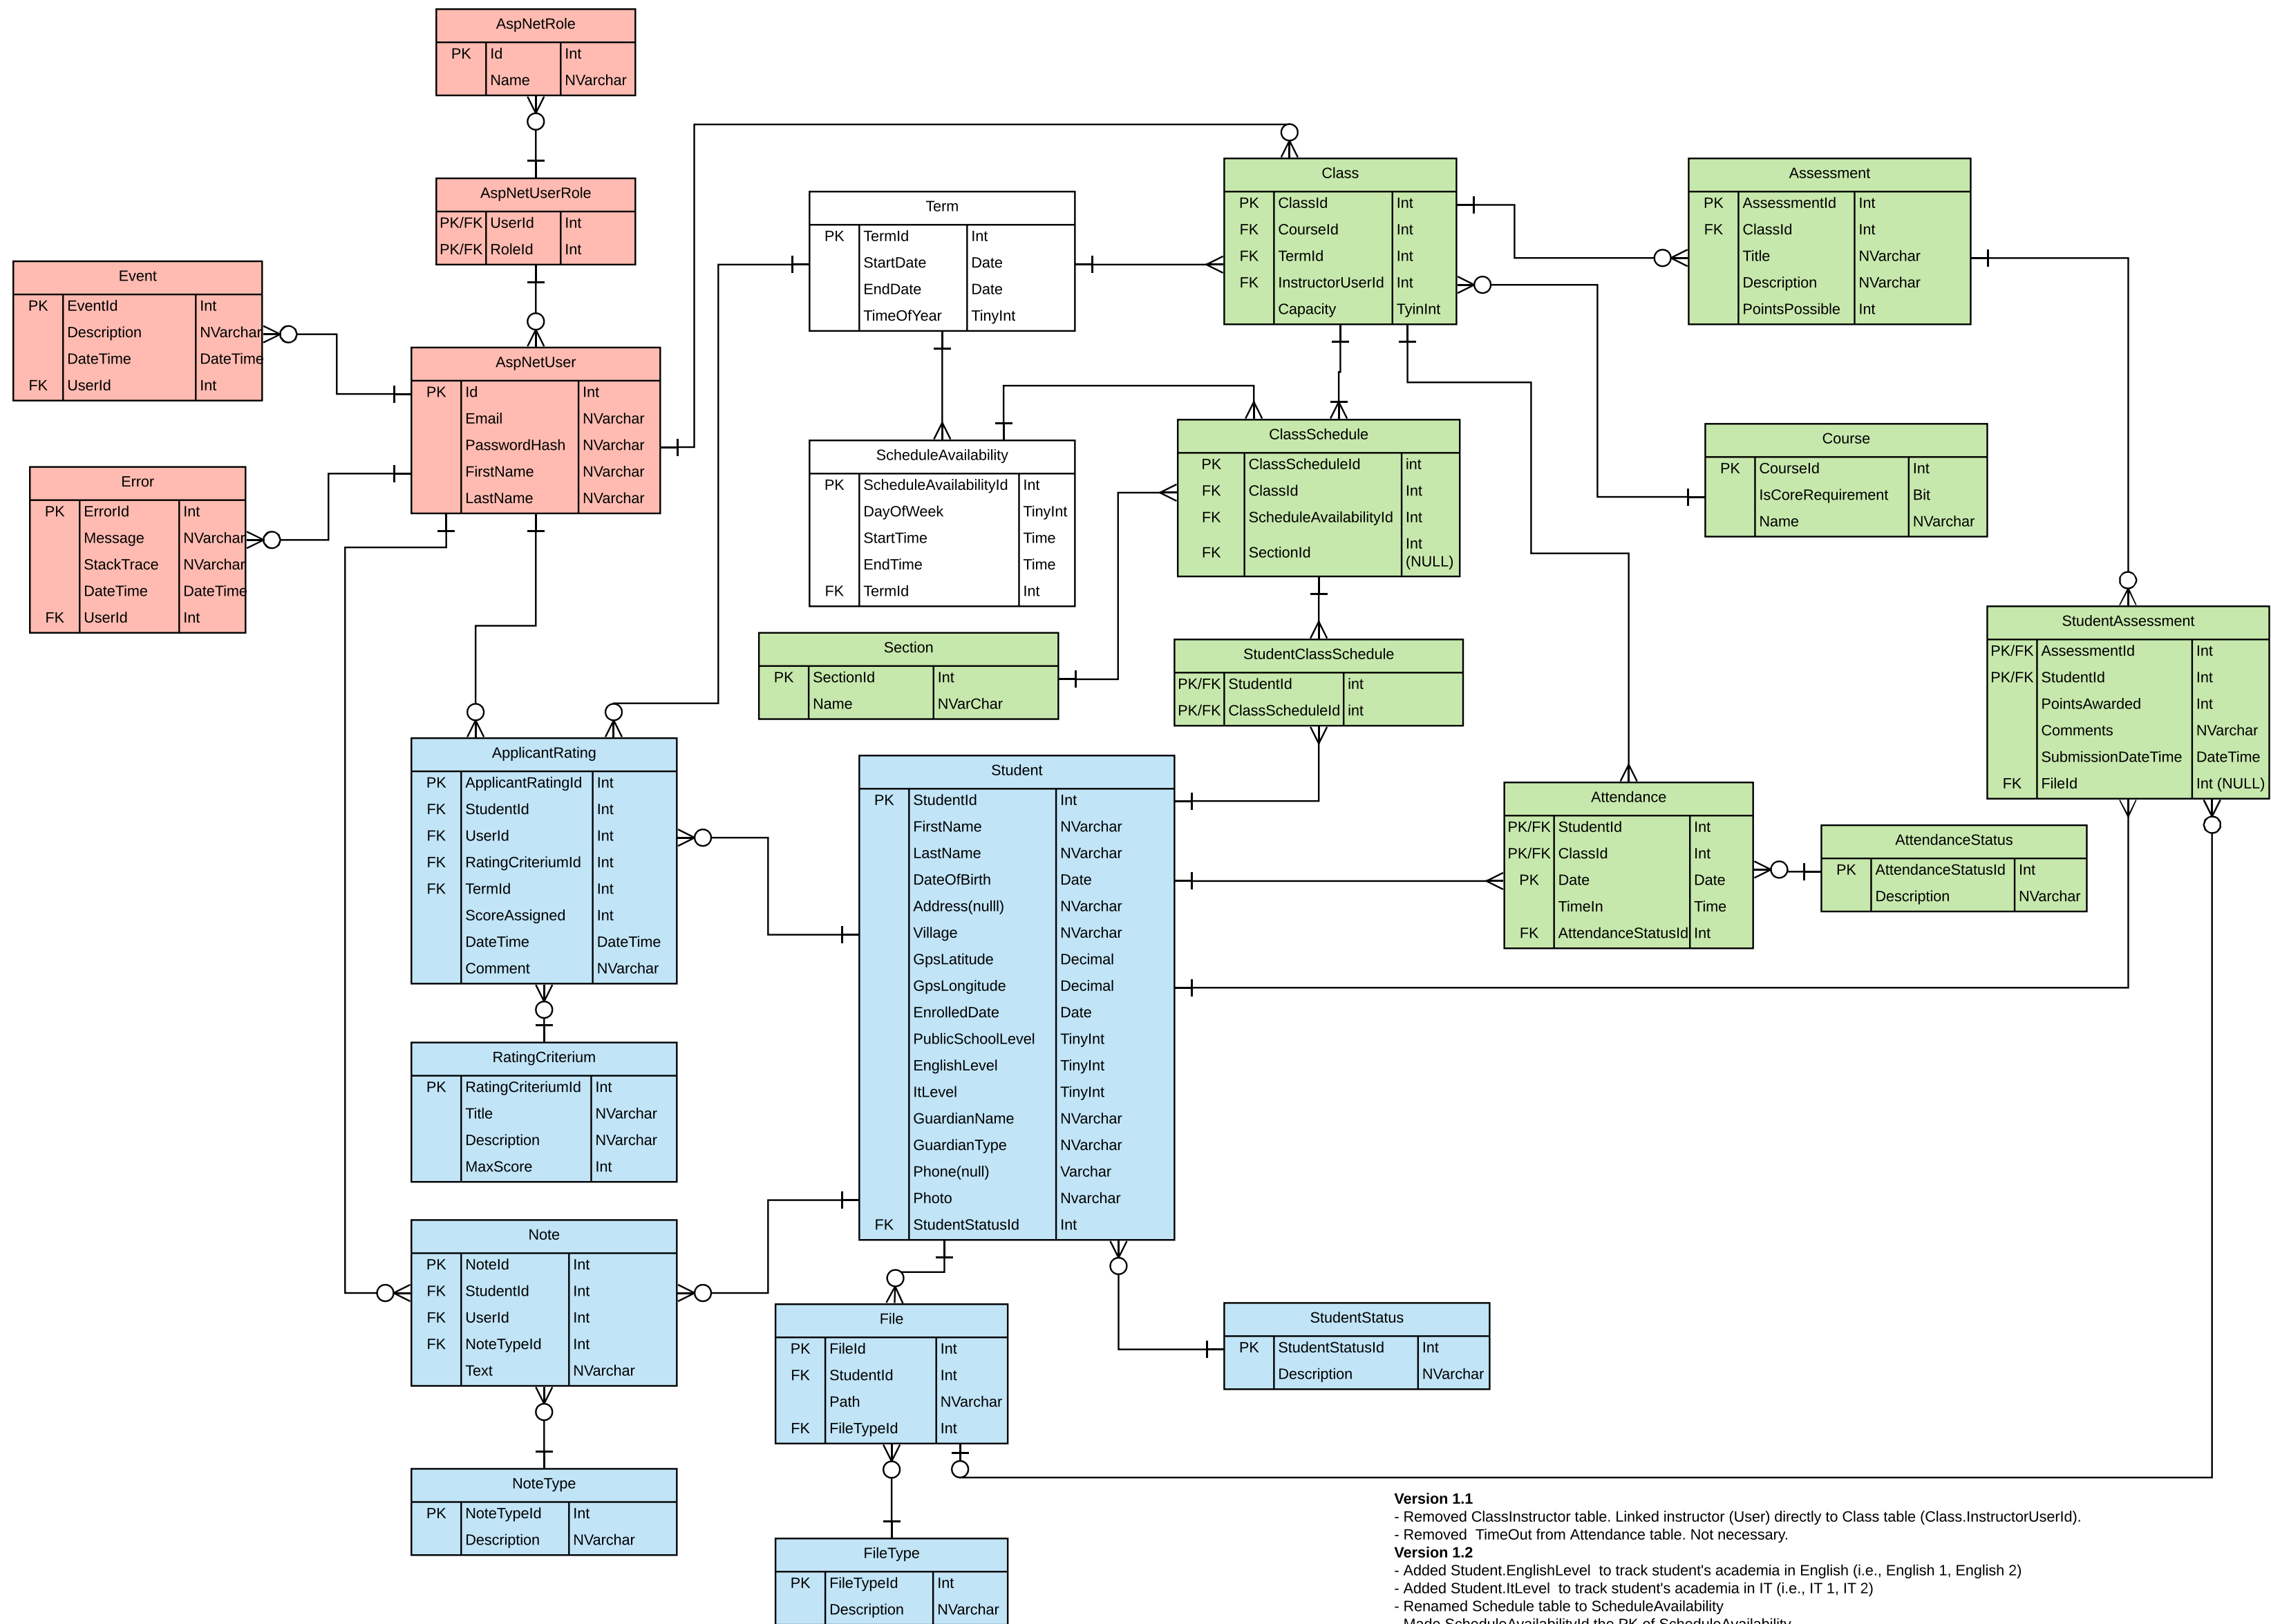 AspNetRole
PK Id Int
Name NVarchar
AspNetUserRole
PK/FK UserId Int
PK/FK RoleId Int
Event
PK EventId Int
Description NVarchar
DateTime DateTime
FK UserId Int
Error
PK ErrorId Int
Message NVarchar
StackTrace NVarchar
DateTime DateTime
FK UserId Int
AspNetUser
PK Id Int
Email NVarchar
PasswordHash NVarchar
FirstName NVarchar
LastName NVarchar
Term
PK TermId Int
StartDate Date
EndDate Date
TimeOfYear TinyInt
ScheduleAvailability
PK ScheduleAvailabilityId Int
DayOfWeek TinyInt
StartTime Time
EndTime Time
FK TermId Int
Class
PK ClassId Int
FK CourseId Int
FK TermId Int
FK InstructorUserId Int
Capacity TyinInt
Assessment
PK AssessmentId Int
FK ClassId Int
Title NVarchar
Description NVarchar
PointsPossible Int
ClassSchedule
PK ClassScheduleId int
FK ClassId Int
FK ScheduleAvailabilityId Int
FK SectionId Int
(NULL)
Course
PK CourseId Int
IsCoreRequirement Bit
Name NVarchar
Section
PK SectionId Int
Name NVarChar
StudentClassSchedule
PK/FK StudentId int
PK/FK ClassScheduleId int
StudentAssessment
PK/FK AssessmentId Int
PK/FK StudentId Int
PointsAwarded Int
Comments NVarchar
SubmissionDateTime DateTime
FK FileId Int (NULL)
ApplicantRating
PK ApplicantRatingId Int
FK StudentId Int
FK UserId Int
FK RatingCriteriumId Int
FK TermId Int
ScoreAssigned Int
DateTime DateTime
Comment NVarchar
Student
PK StudentId Int
FirstName NVarchar
LastName NVarchar
DateOfBirth Date
Address(nulll) NVarchar
Village NVarchar
GpsLatitude Decimal
GpsLongitude Decimal
EnrolledDate Date
PublicSchoolLevel TinyInt
EnglishLevel TinyInt
ItLevel TinyInt
GuardianName NVarchar
GuardianType NVarchar
Phone(null) Varchar
Photo Nvarchar
FK StudentStatusId Int
Attendance
PK/FK StudentId Int
PK/FK ClassId Int
PK Date Date
TimeIn Time
FK AttendanceStatusId Int
AttendanceStatus
PK AttendanceStatusId Int
Description NVarchar
RatingCriterium
PK RatingCriteriumId Int
Title NVarchar
Description NVarchar
MaxScore Int
Note
PK NoteId Int
FK StudentId Int
FK UserId Int
FK NoteTypeId Int
Text NVarchar
File
PK FileId Int
FK StudentId Int
Path NVarchar
FK FileTypeId Int
StudentStatus
PK StudentStatusId Int
Description NVarchar
NoteType
PK NoteTypeId Int
Description NVarchar
FileType
PK FileTypeId Int
Description NVarchar
Version 1.1
- Removed ClassInstructor table. Linked instructor (User) directly to Class table (Class.InstructorUserId).
- Removed TimeOut from Attendance table. Not necessary.
Version 1.2
- Added Student.EnglishLevel to track student's academia in English (i.e., English 1, English 2)
- Added Student.ItLevel to track student's academia in IT (i.e., IT 1, IT 2)
- Renamed Schedule table to ScheduleAvailability
- Made ScheduleAvailabilityId the PK of ScheduleAvailability